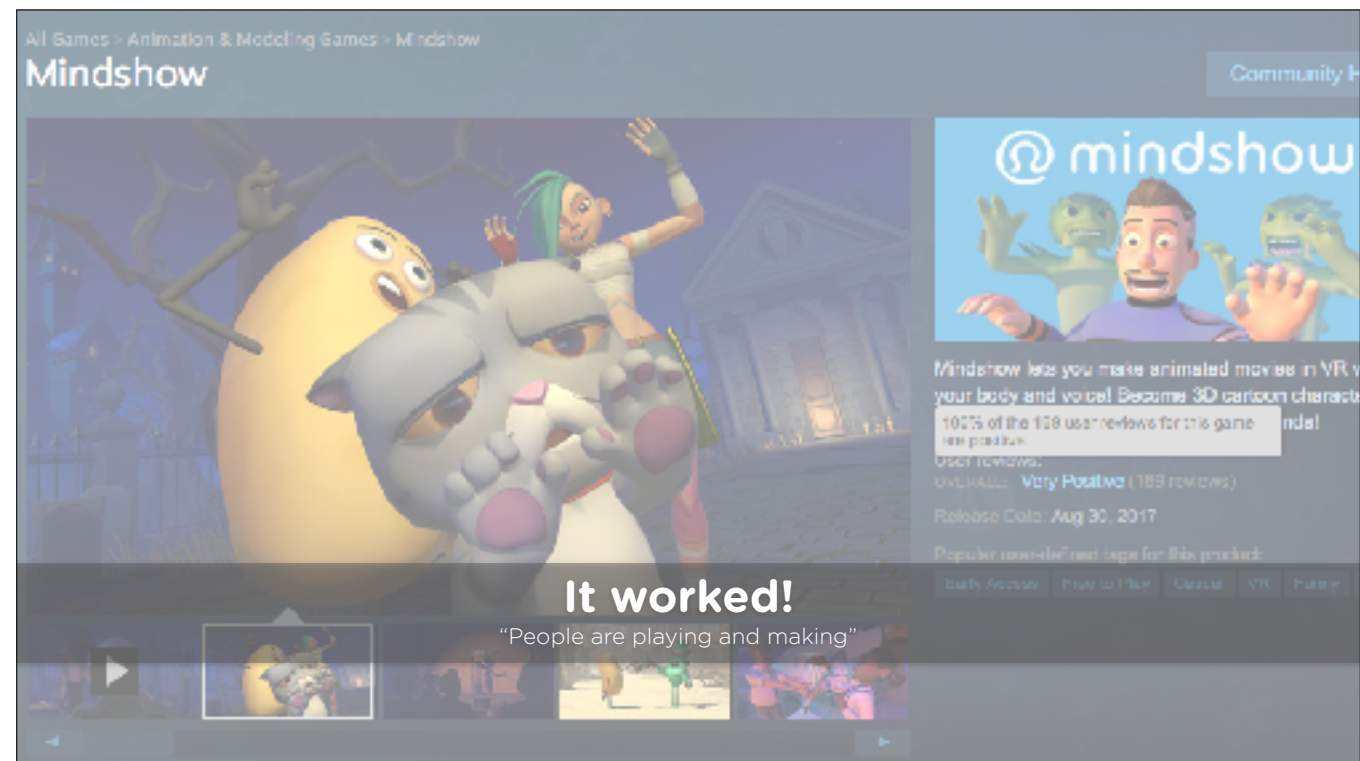 All Games > Animation & Modeling Games > Mindshow
Mindshow
Community
mindshow
Mindshow lets you make animated movies in VR
your body and voice! Become 3D cartoon
100% of the 189 user reviews for this game
are positive
User reviews:
OVERALL: Very Positive (189 reviews)
Release Date: Aug 30, 2017
Popular user-defined tags for this product:
Early Access Free to Play Casual VR Funny
It worked!
“People are playing and making”